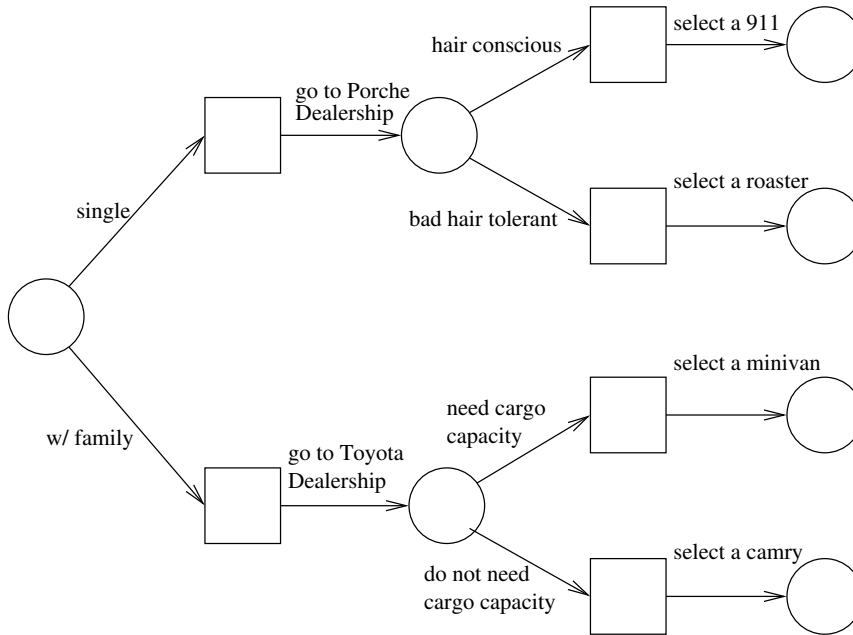 hair conscious
select a 911
go to Porche
Dealership
single
bad hair tolerant
select a roaster
w/ family
go to Toyota
Dealership
need cargo
capacity
select a minivan
do not need
cargo capacity
select a camry